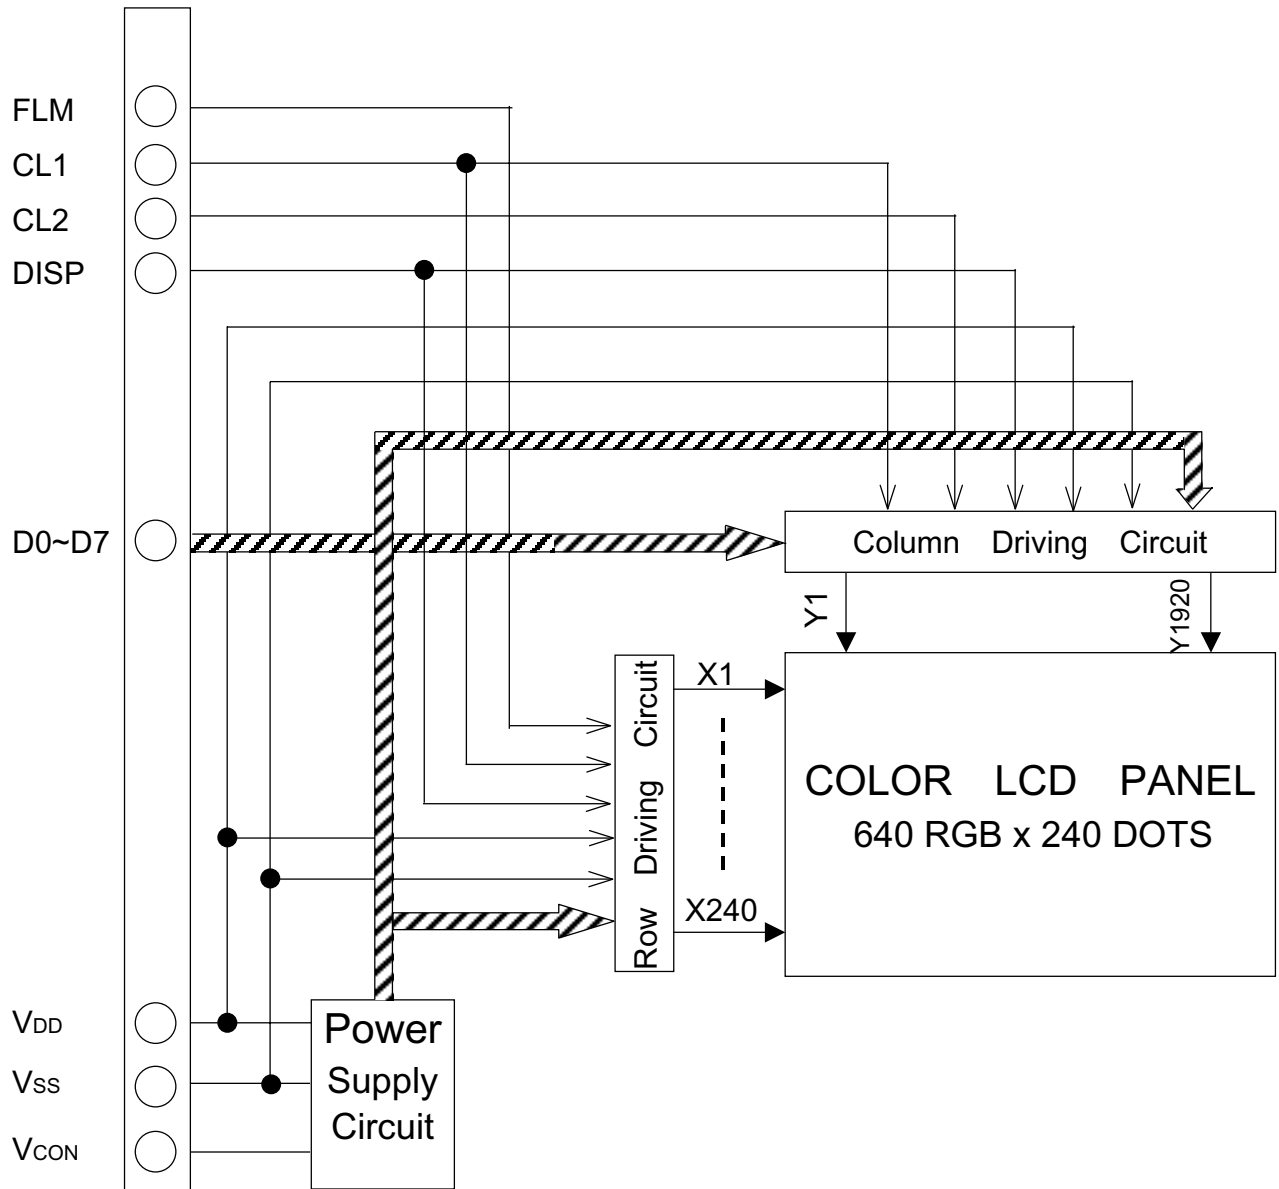 FLM
CL1
CL2
DISP
D0~D7
Column Driving Circuit
Y1
Y1920
Row Driving Circuit
X1
X240
COLOR LCD PANEL
640 RGB x 240 DOTS
VDD
VSS
VCON
Power
Supply
Circuit